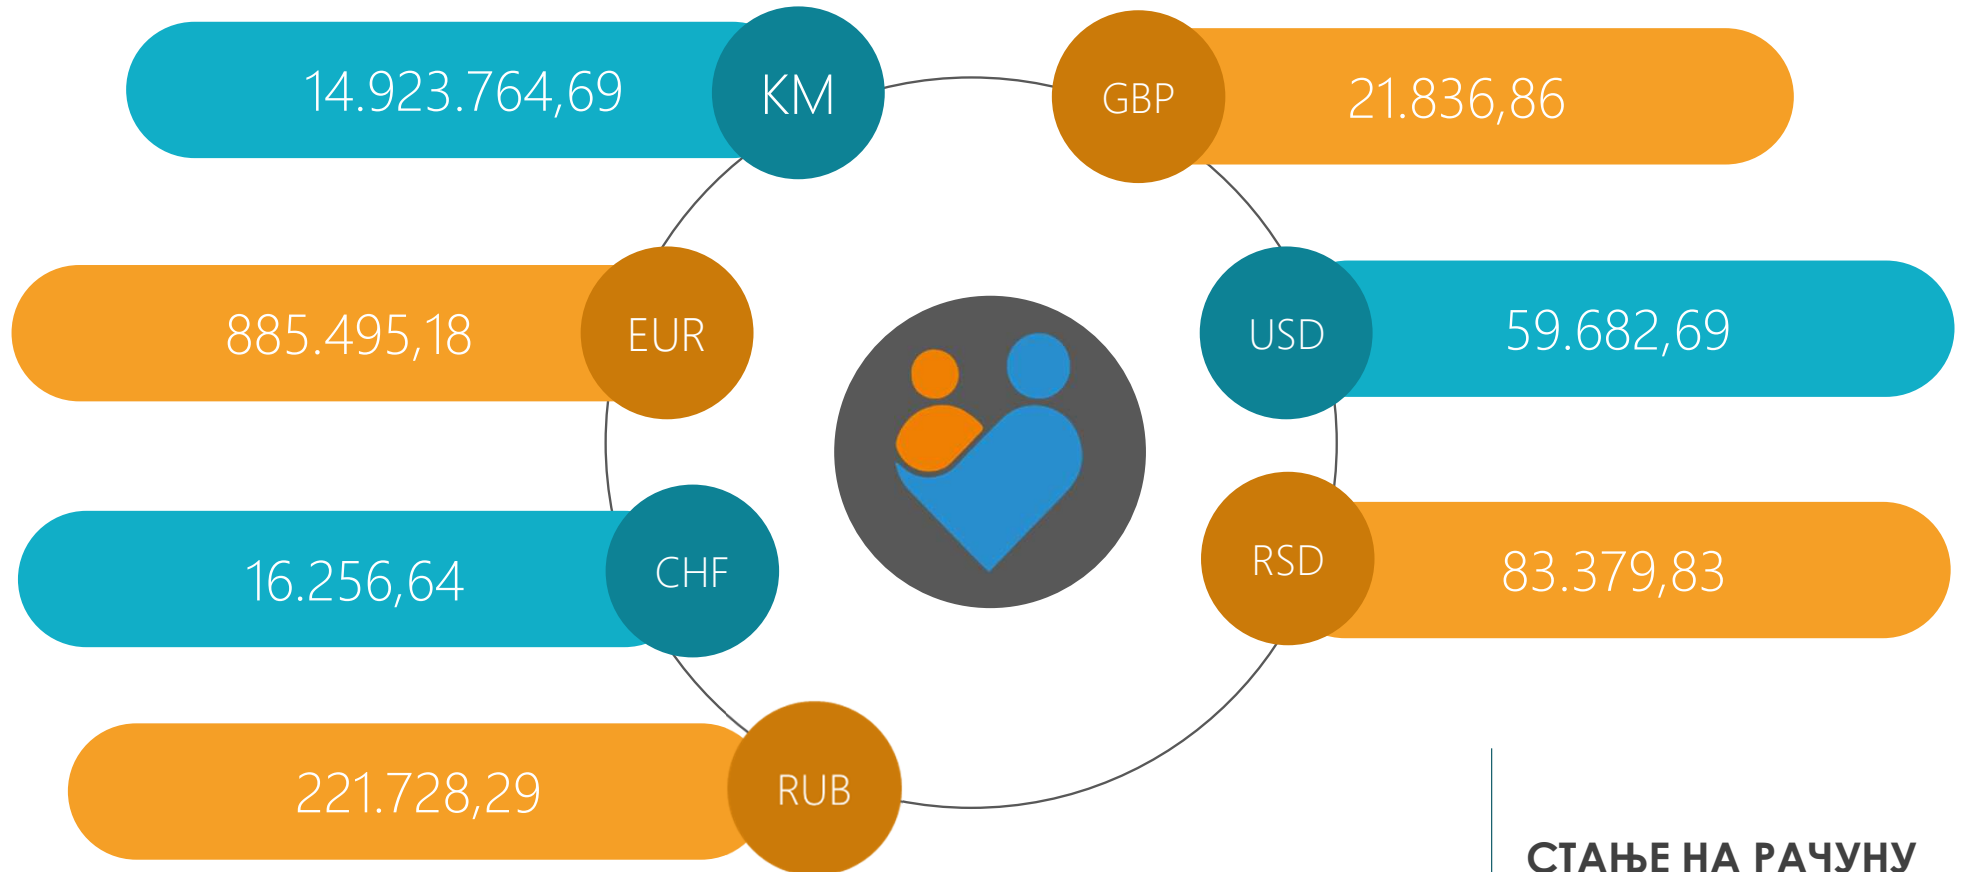 14.923.764,69 KM
GBP 21.836,86
885.495,18 EUR
USD 59.682,69
16.256,64 CHF
RSD 83.379,83
221.728,29 RUB
СТАЊЕ НА РАЧУНУ